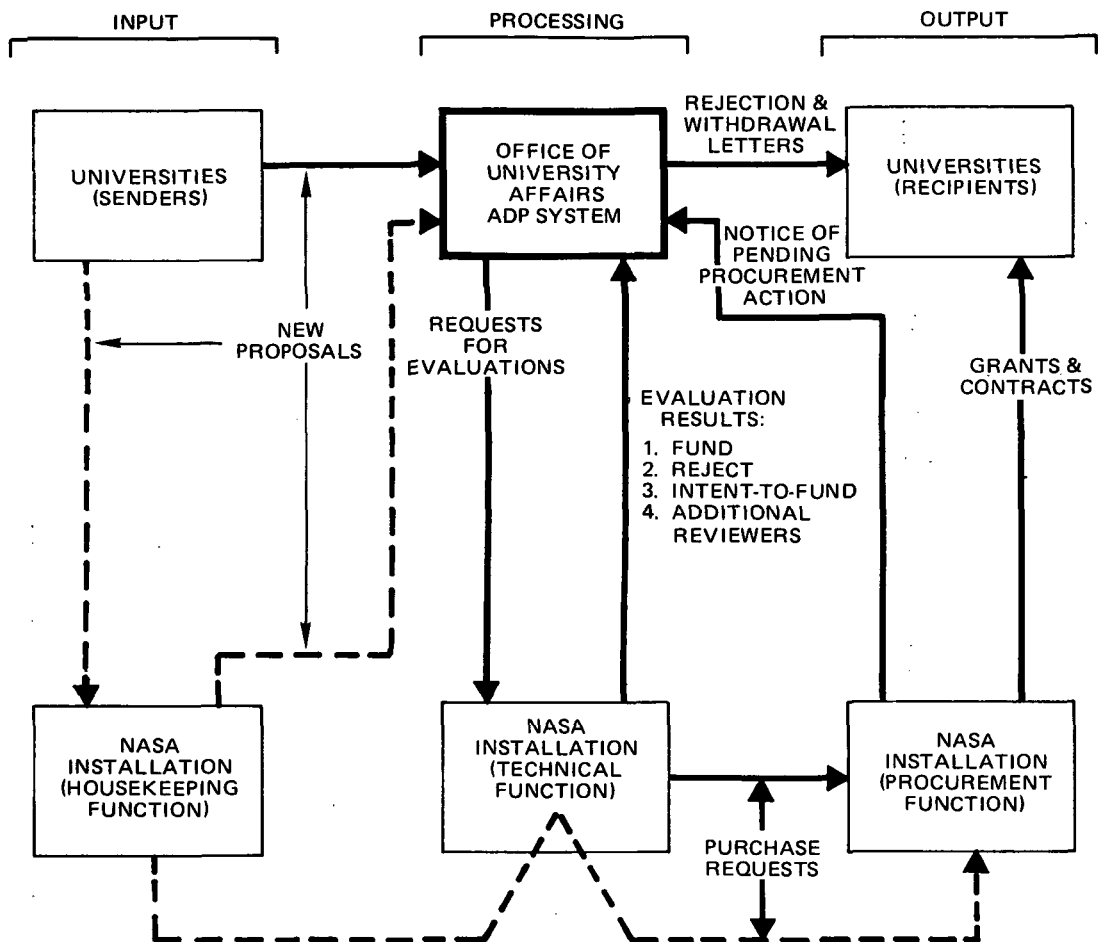 INPUT
PROCESSING
OUTPUT
UNIVERSITIES
(SENDERS)
OFFICE OF
UNIVERSITY
AFFAIRS
ADP SYSTEM
REJECTION &
WITHDRAWAL
LETTERS
UNIVERSITIES
(RECIPIENTS)
NOTICE OF
PENDING
PROCUREMENT
ACTION
NEW
PROPOSALS
REQUESTS
FOR
EVALUATIONS
GRANTS &
CONTRACTS
EVALUATION
RESULTS:
1. FUND
2. REJECT
3. INTENT-TO-FUND
4. ADDITIONAL
REVIEWERS
NASA
INSTALLATION
(HOUSEKEEPING
FUNCTION)
NASA
INSTALLATION
(TECHNICAL
FUNCTION)
NASA
INSTALLATION
(PROCUREMENT
FUNCTION)
PURCHASE
REQUESTS